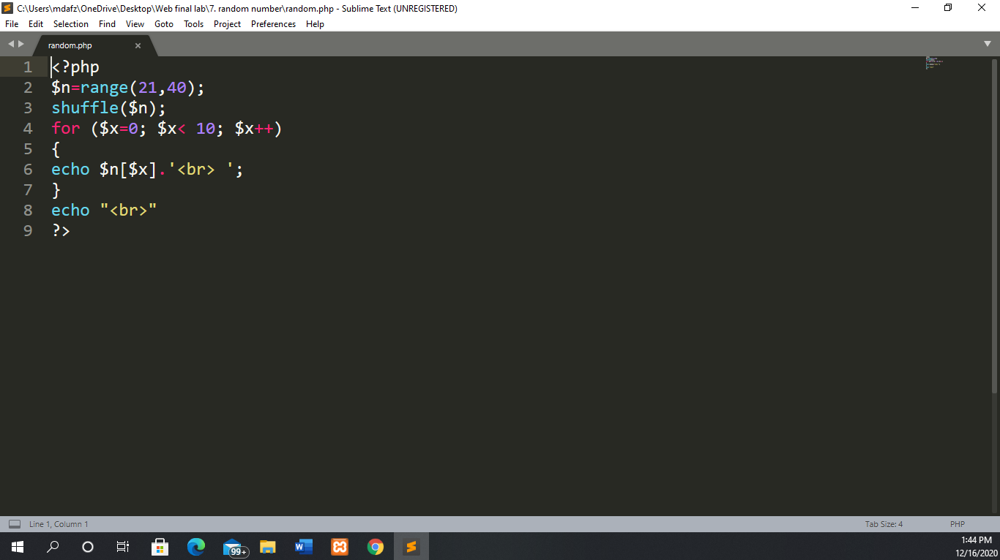 C:\Users\mdafz\OneDrive\Desktop\Web final lab\7. random number\random.php - Sublime Text (UNREGISTERED)
File Edit Selection Find View Goto Tools Project Preferences Help
random.php ×
1 <?php
2 $n=range(21,40);
3 shuffle($n);
4 for ($x=0; $x< 10; $x++)
5 {
6 echo $n[$x].'<br> ';
7 }
8 echo "<br>"
9 ?>
Line 1, Column 1 Tab Size: 4 PHP
99+ W 1:44 PM
12/16/2020